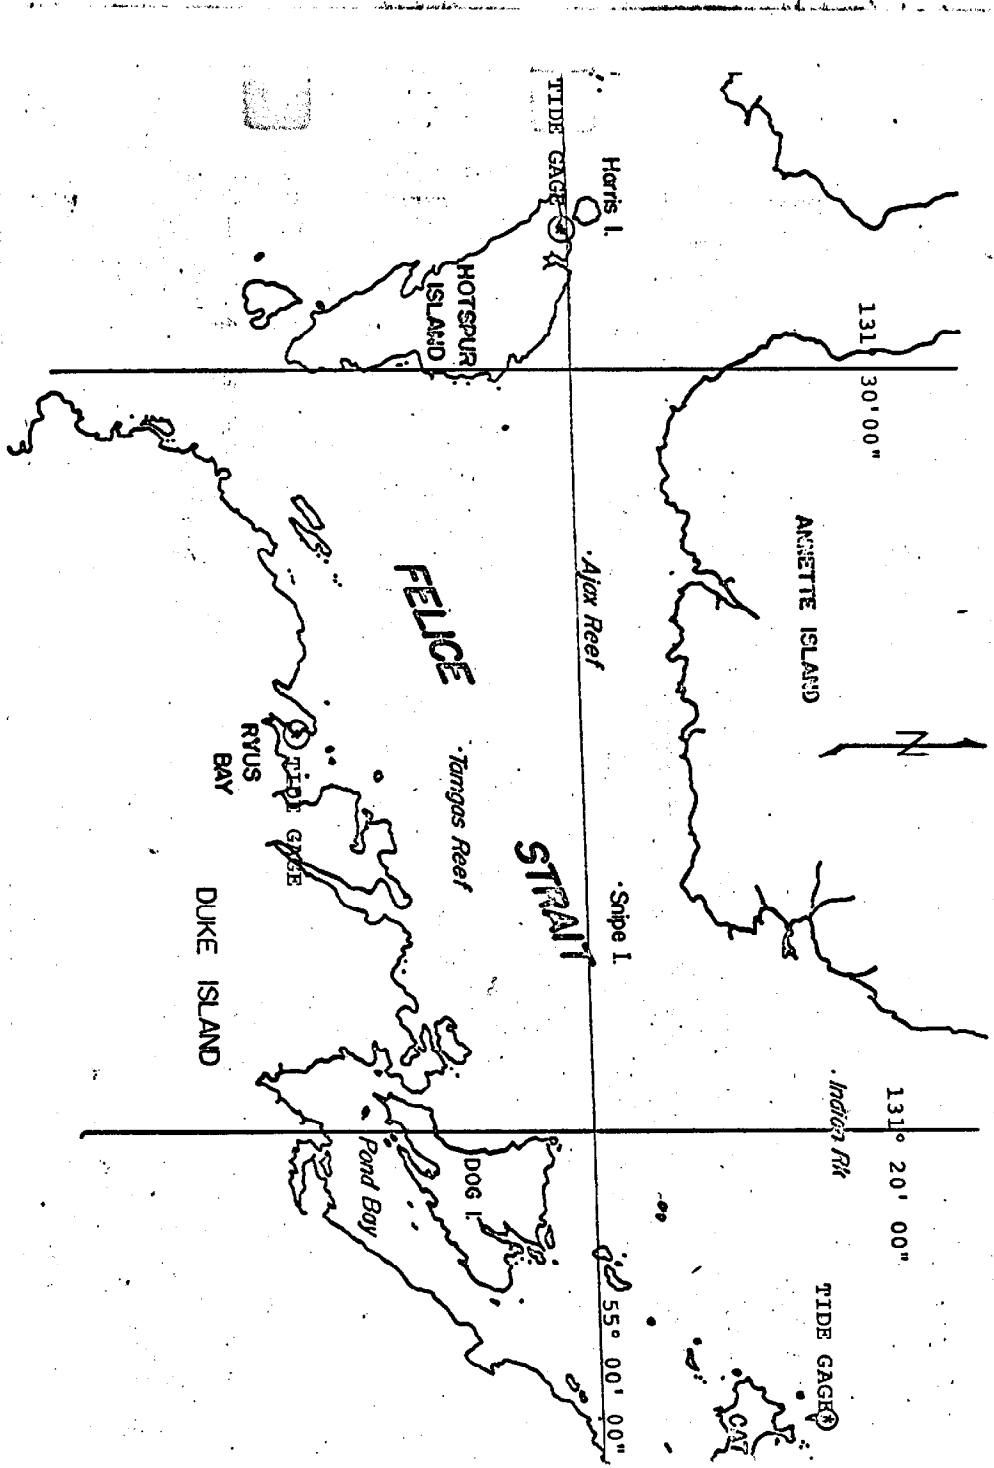 131 30'00"
ANNETTE ISLAND
N
131° 20' 00"
Indian Rk
TIDE GAGE
CAT
Harris I.
TIDE GAGE
HOTSPUR
ISLAND
Ajax Reef
Snipe I.
55° 00' 00"
FELICE
STRAIT
Tamgas Reef
DOG I.
Pond Bay
TIDE GAGE
RYUS
BAY
DUKE ISLAND